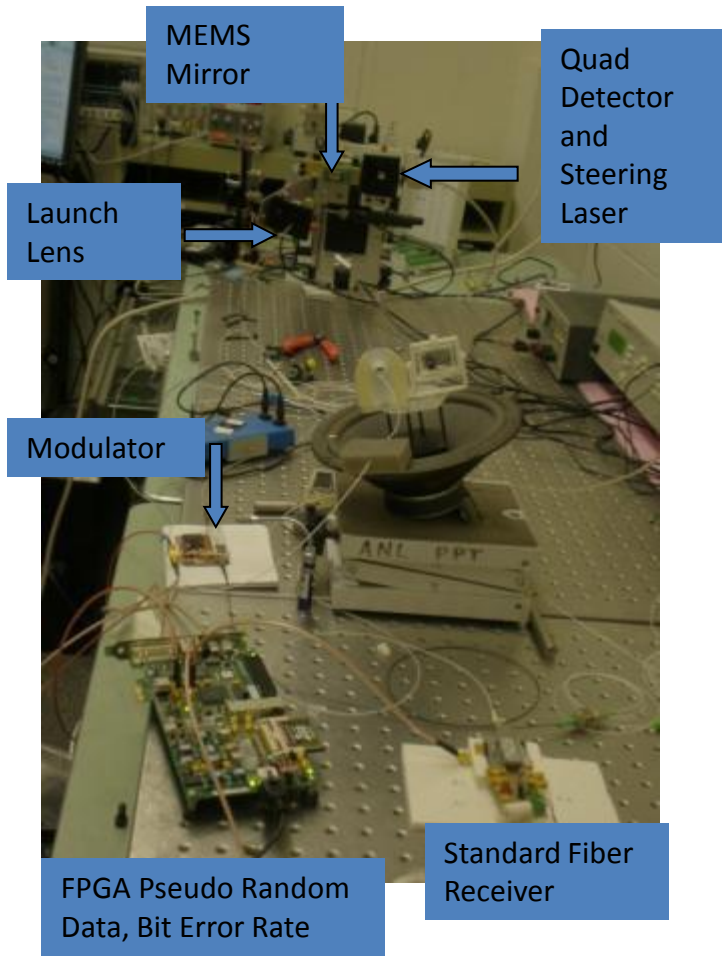 MEMS
Mirror
Quad
Detector
and
Steering
Laser
Launch
Lens
Modulator
ANL PPT
Standard Fiber
Receiver
FPGA Pseudo Random
Data, Bit Error Rate